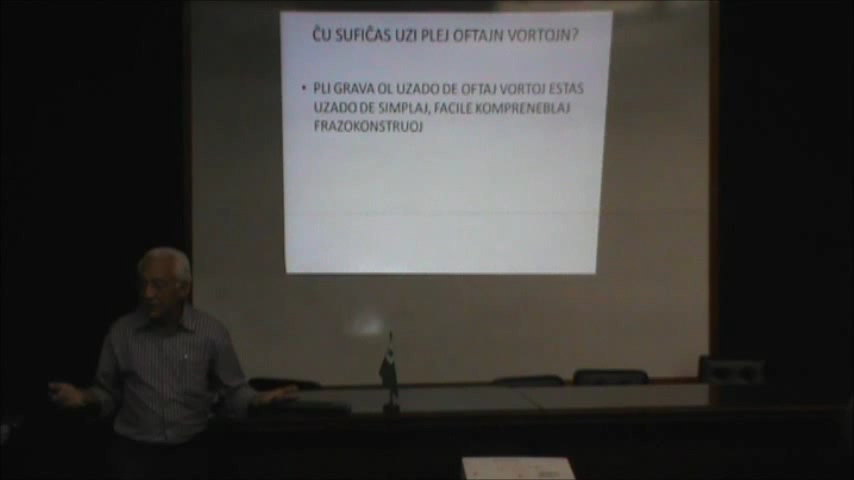 ĈU SUFIĈAS UZI PLEJ OFTAJN VORTOJN?
• PLI GRAVA OL UZADO DE OFTAJ VORTOJ ESTAS
UZADO DE SIMPLAJ, FACILE KOMPRENEBLAJ
FRAZOKONSTRUOJ